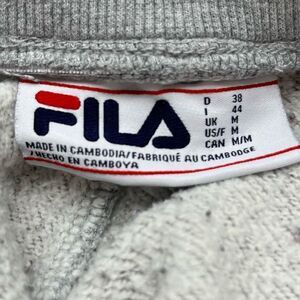 FILA
D 38
I 44
UK M
US/F M
CAN M/M
MADE IN CAMBODIA/FABRIQUÉ AU CAMBODGE
/HECHO EN CAMBOYA